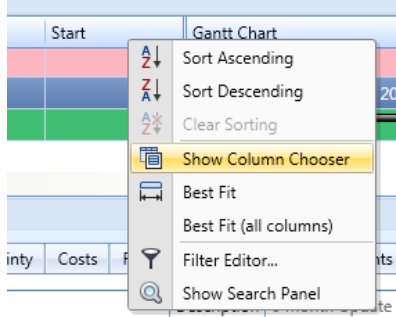 Start
Gantt Chart
Sort Ascending
Sort Descending
20
Clear Sorting
Show Column Chooser
Best Fit
Best Fit (all columns)
inty Costs F
Filter Editor...
nts
Show Search Panel